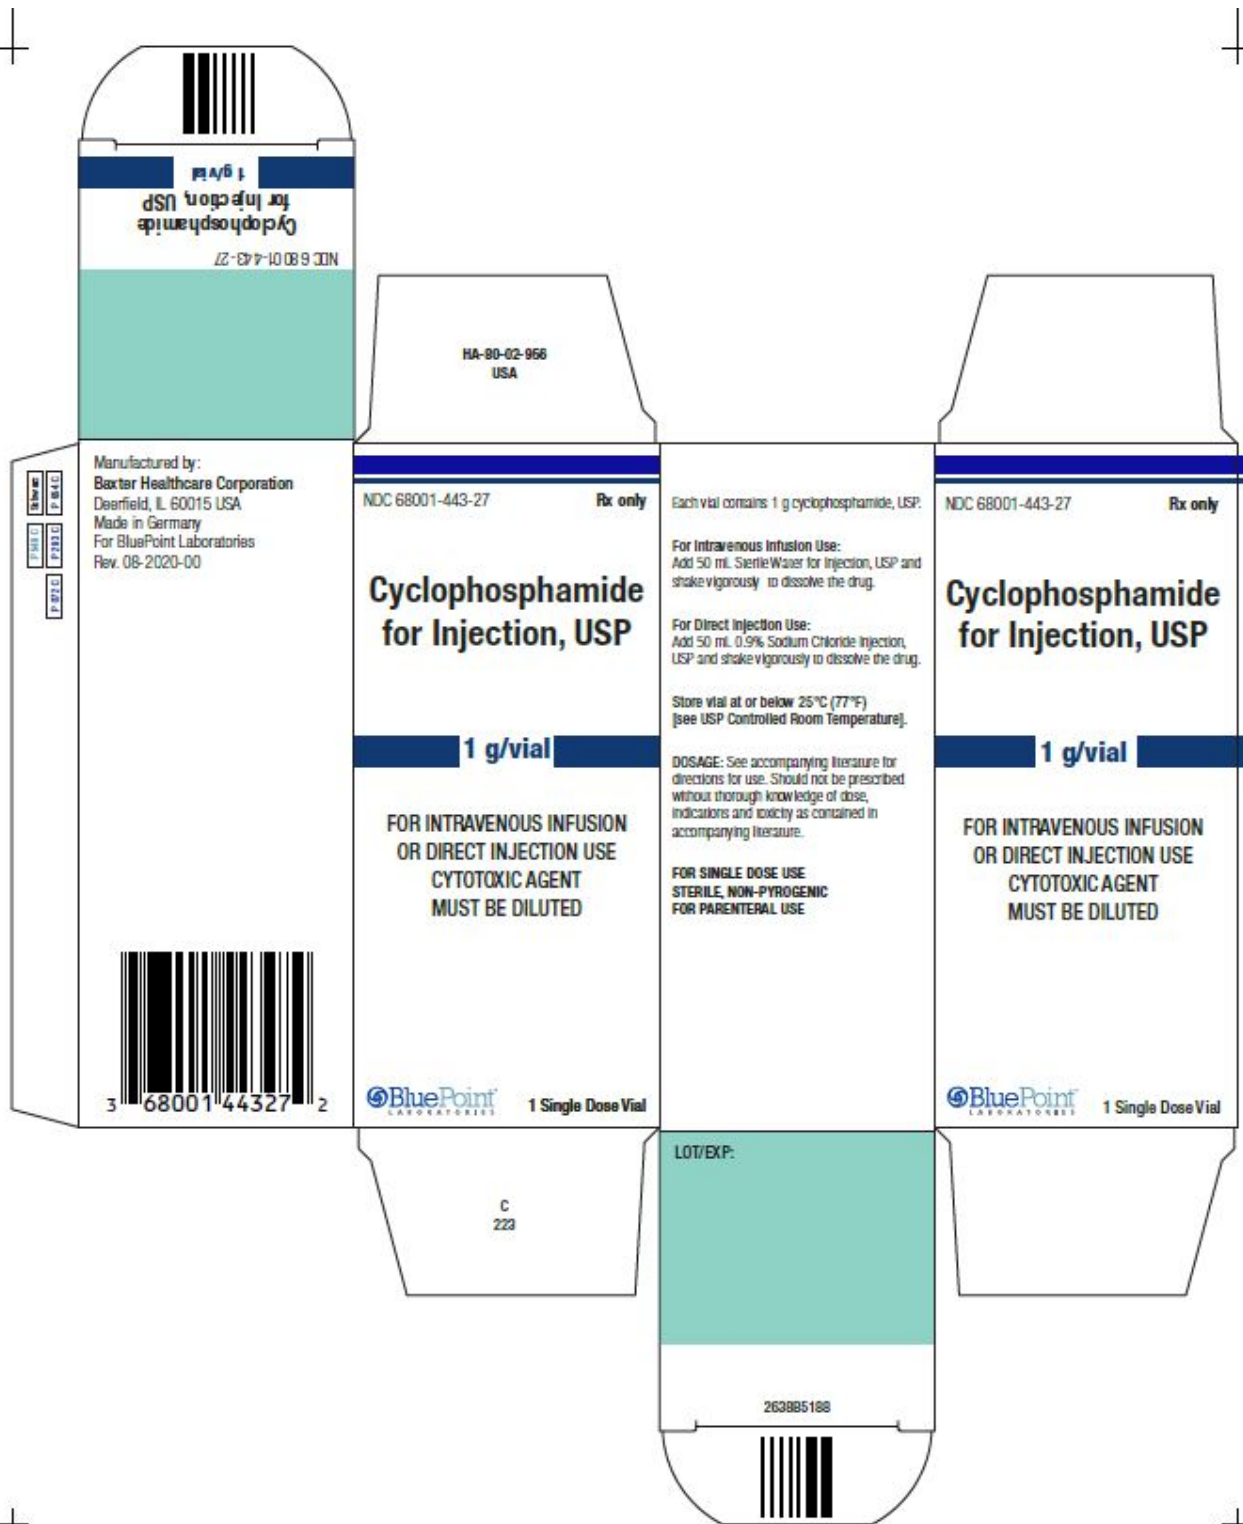 1 g/vial
Cyclophosphamide
for Injection, USP
NDC 68001-443-27
HA-80-02-956
USA
Schwarz
P 654 C
P 568 C
P 293 C
P 072 C
Manufactured by:
Baxter Healthcare Corporation
Deerfield, IL 60015 USA
Made in Germany
For BluePoint Laboratories
Rev. 08-2020-00
3 68001 44327 2
NDC 68001-443-27 Rx only
Cyclophosphamide
for Injection, USP
1 g/vial
FOR INTRAVENOUS INFUSION
OR DIRECT INJECTION USE
CYTOTOXIC AGENT
MUST BE DILUTED
BluePoint
LABORATORIES
1 Single Dose Vial
C
223
Each vial contains 1 g cyclophosphamide, USP.
For Intravenous Infusion Use:
Add 50 mL Sterile Water for Injection, USP and
shake vigorously to dissolve the drug.
For Direct Injection Use:
Add 50 mL 0.9% Sodium Chloride Injection,
USP and shake vigorously to dissolve the drug.
Store vial at or below 25°C (77°F)
[see USP Controlled Room Temperature].
DOSAGE: See accompanying literature for
directions for use. Should not be prescribed
without thorough knowledge of dose,
indications and toxicity as contained in
accompanying literature.
FOR SINGLE DOSE USE
STERILE, NON-PYROGENIC
FOR PARENTERAL USE
LOT/EXP:
263885188
NDC 68001-443-27 Rx only
Cyclophosphamide
for Injection, USP
1 g/vial
FOR INTRAVENOUS INFUSION
OR DIRECT INJECTION USE
CYTOTOXIC AGENT
MUST BE DILUTED
BluePoint
LABORATORIES
1 Single Dose Vial